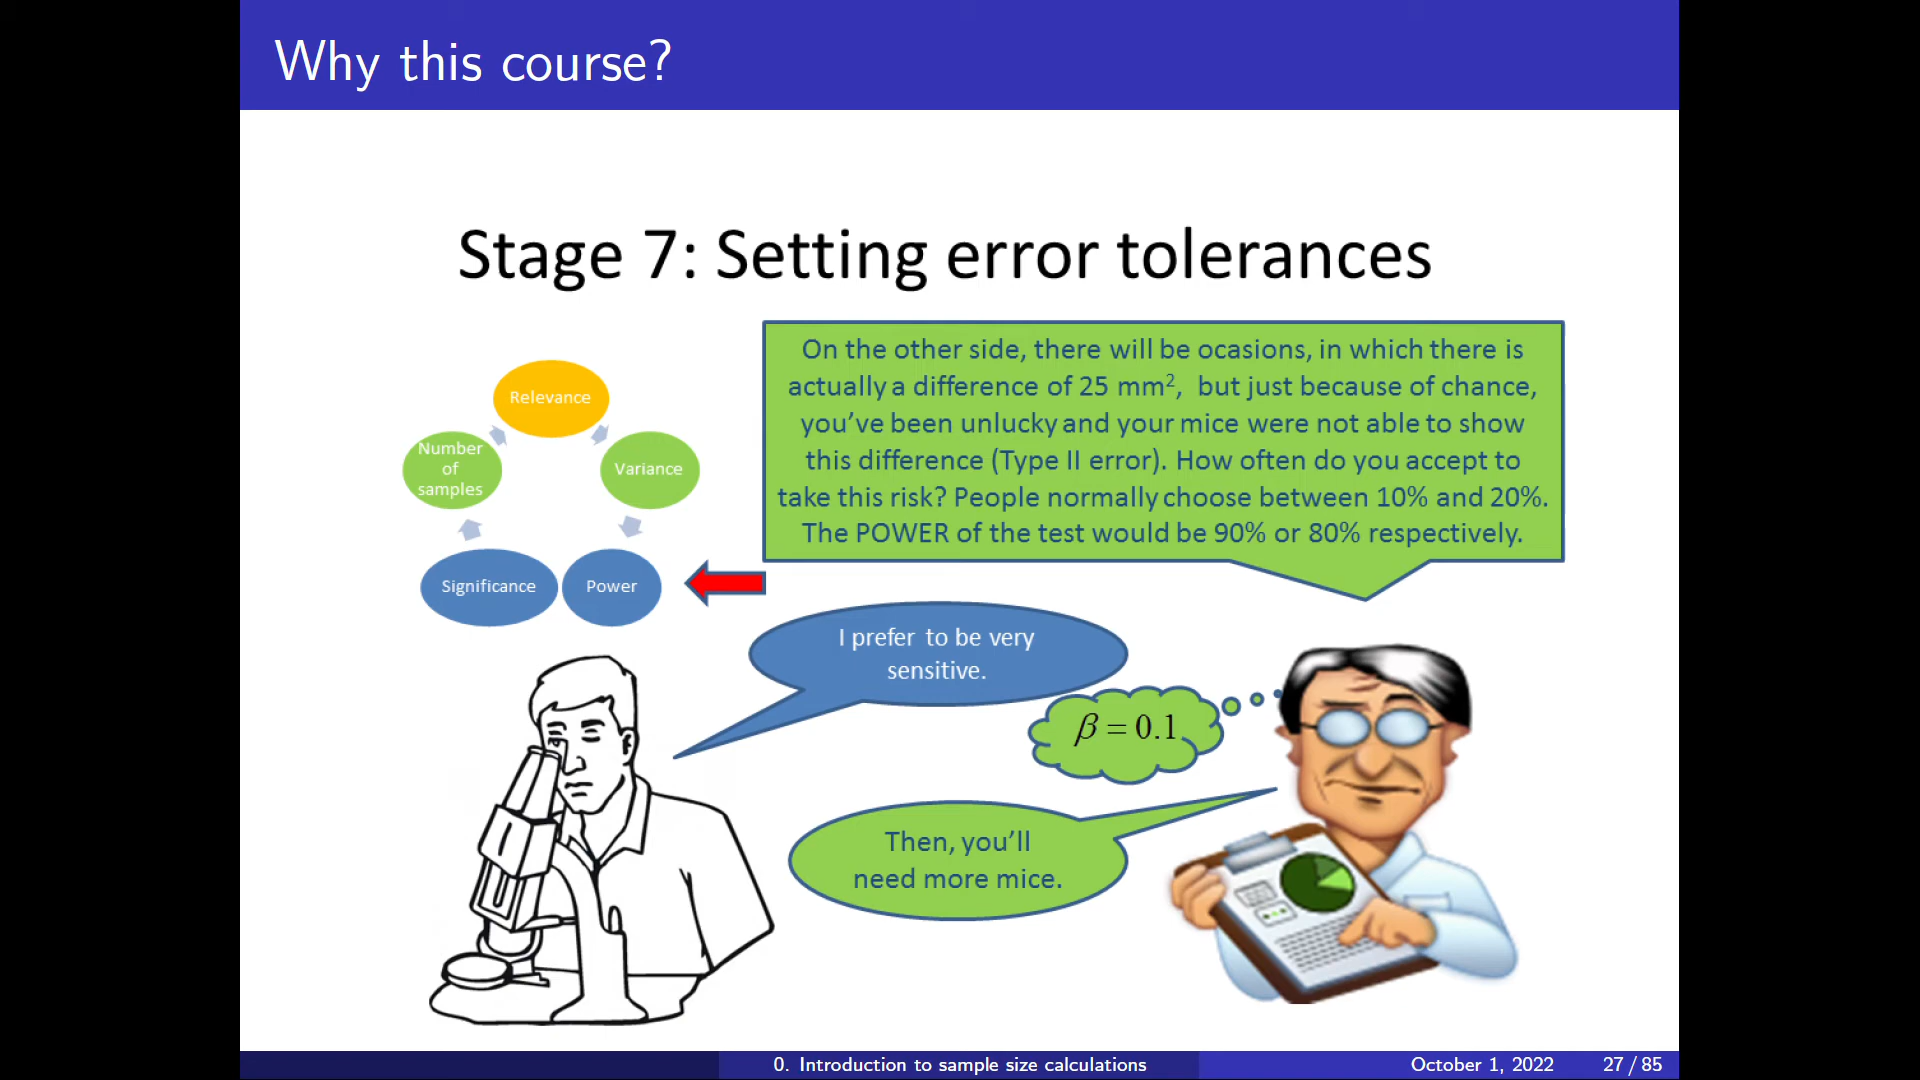 Why this course?
Stage 7: Setting error tolerances
On the other side, there will be ocasions, in which there is
actually a difference of 25 mm², but just because of chance,
you've been unlucky and your mice were not able to show
this difference (Type II error). How often do you accept to
take this risk? People normally choose between 10% and 20%.
The POWER of the test would be 90% or 80% respectively.
Relevance
Number
of
samples
Variance
Significance
Power
I prefer to be very
sensitive.
β = 0.1
Then, you'll
need more mice.
0. Introduction to sample size calculations
October 1, 2022
27 / 85